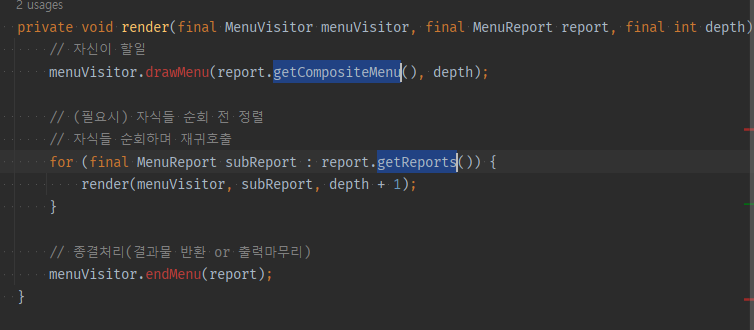 2 usages
private void render(final MenuVisitor menuVisitor, final MenuReport report, final int depth)
// 자신이 할일
menuVisitor.drawMenu(report.getCompositeMenu(), depth);
// (필요시) 자식들 순회 전 정렬
// 자식들 순회하며 재귀호출
for (final MenuReport subReport : report.getReports()) {
render(menuVisitor, subReport, depth + 1);
}
// 종결처리(결과물 반환 or 출력마무리)
menuVisitor.endMenu(report);
}